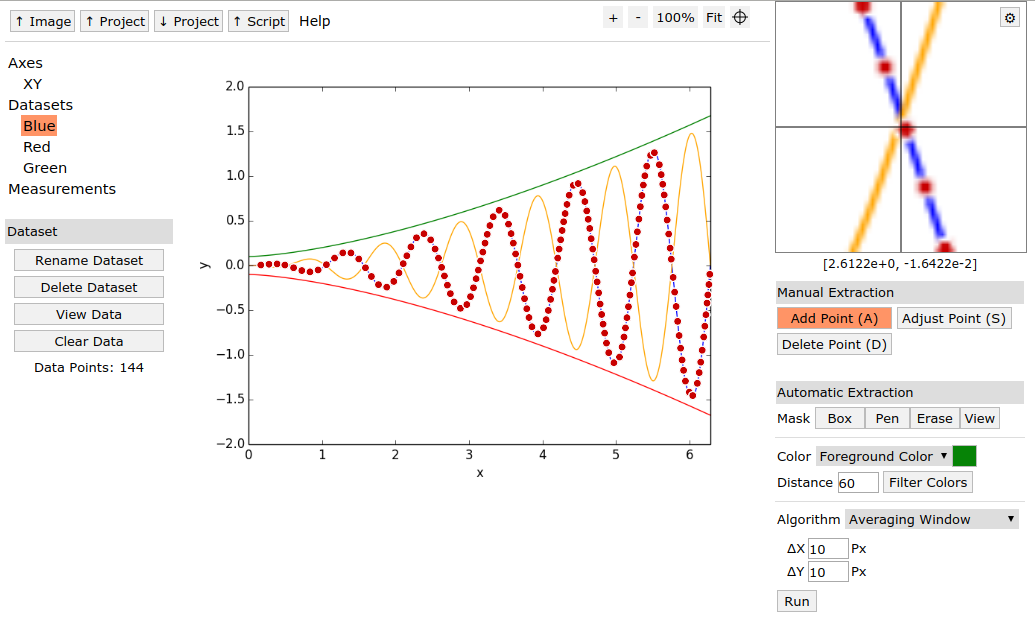 ↑ Image ↑ Project ↓ Project ↑ Script Help + - 100% Fit
Axes
XY
Datasets
Blue
Red
Green
Measurements
Dataset
Rename Dataset
Delete Dataset
View Data
Clear Data
Data Points: 144
2.0
1.5
1.0
0.5
0.0
−0.5
−1.0
−1.5
−2.0
y
0 1 2 3 4 5 6
x
[2.6122e+0, -1.6422e-2]
Manual Extraction
Add Point (A) Adjust Point (S)
Delete Point (D)
Automatic Extraction
Mask Box Pen Erase View
Color Foreground Color
Distance 60 Filter Colors
Algorithm Averaging Window
ΔX 10 Px
ΔY 10 Px
Run